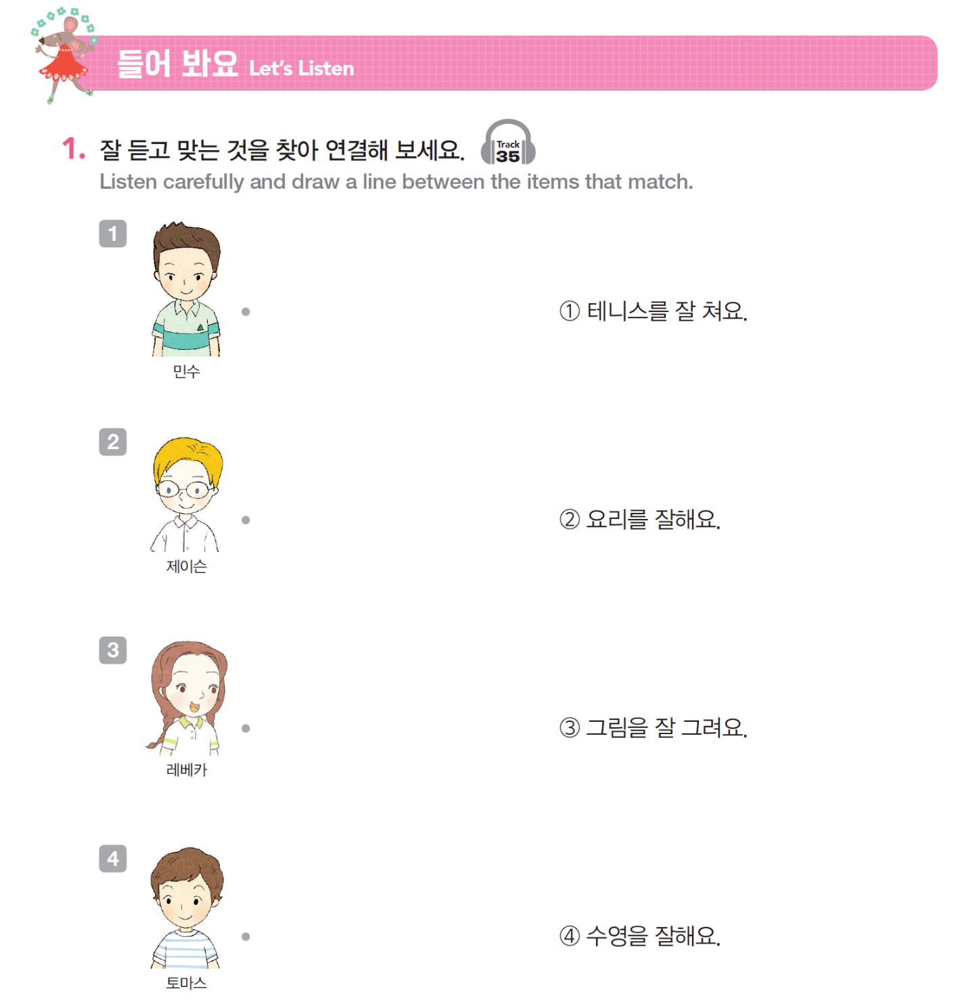 들어 봐요 Let's Listen
1. 잘 듣고 맞는 것을 찾아 연결해 보세요. Track 35
Listen carefully and draw a line between the items that match.
1
민수
① 테니스를 잘 쳐요.
2
제이슨
② 요리를 잘해요.
3
레베카
③ 그림을 잘 그려요.
4
토마스
④ 수영을 잘해요.